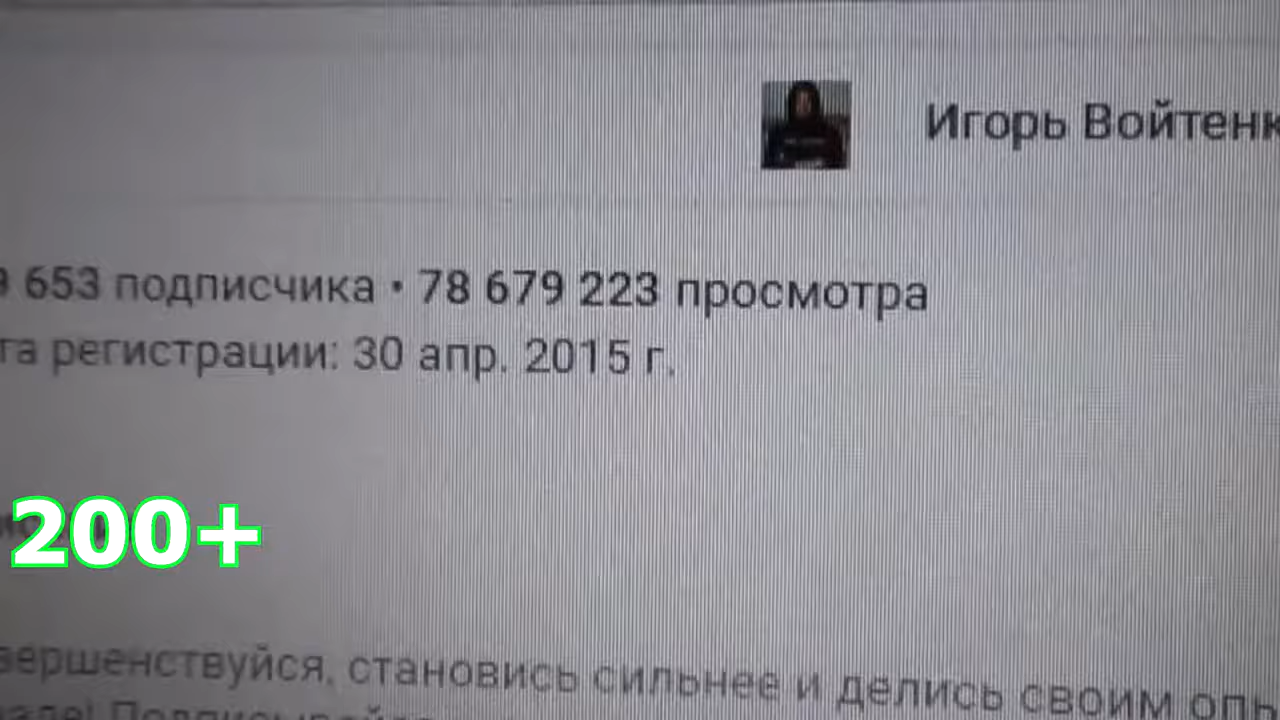 Игорь Войтенк
9 653 подписчика • 78 679 223 просмотра
та регистрации: 30 апр. 2015 г.
200+
вершенствуйся, становись сильнее и делись своим опы